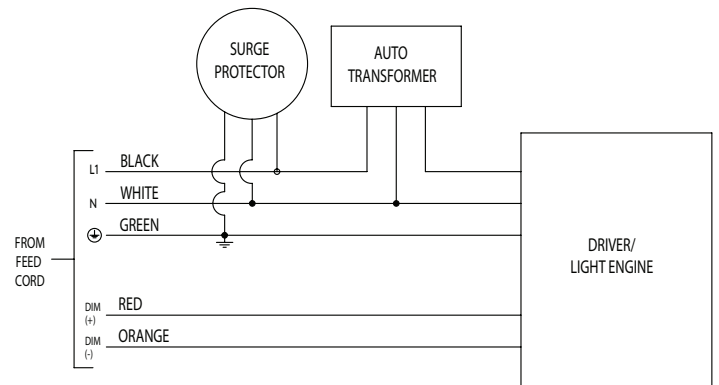 SURGE
PROTECTOR
AUTO
TRANSFORMER
L1 BLACK
N WHITE
GREEN
FROM
FEED
CORD
DIM
(+)
RED
DIM
(-)
ORANGE
DRIVER/
LIGHT ENGINE